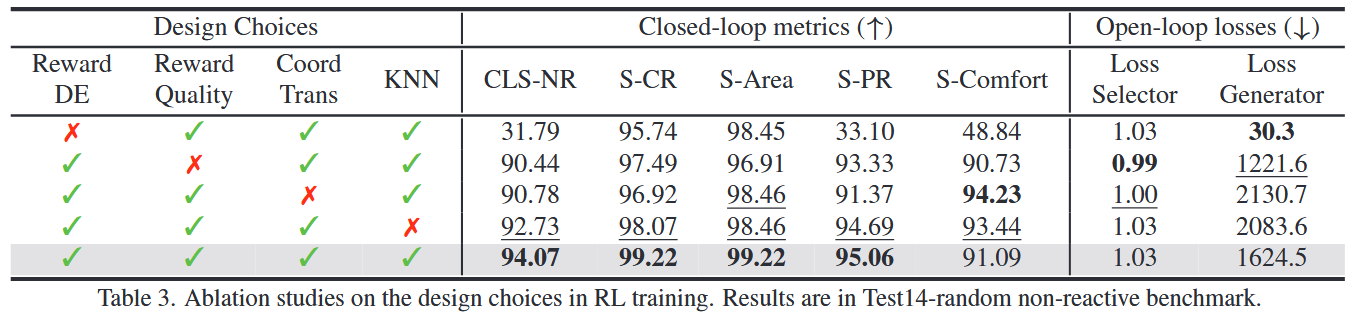 Design Choices Closed-loop metrics (↑) Open-loop losses (↓)
Reward Reward Coord KNN CLS-NR S-CR S-Area S-PR S-Comfort Loss Loss
DE Quality Trans Selector Generator
✗ ✓ ✓ ✓ 31.79 95.74 98.45 33.10 48.84 1.03 30.3
✓ ✗ ✓ ✓ 90.44 97.49 96.91 93.33 90.73 0.99 1221.6
✓ ✓ ✗ ✓ 90.78 96.92 98.46 91.37 94.23 1.00 2130.7
✓ ✓ ✓ ✗ 92.73 98.07 98.46 94.69 93.44 1.03 2083.6
✓ ✓ ✓ ✓ 94.07 99.22 99.22 95.06 91.09 1.03 1624.5
Table 3. Ablation studies on the design choices in RL training. Results are in Test14-random non-reactive benchmark.